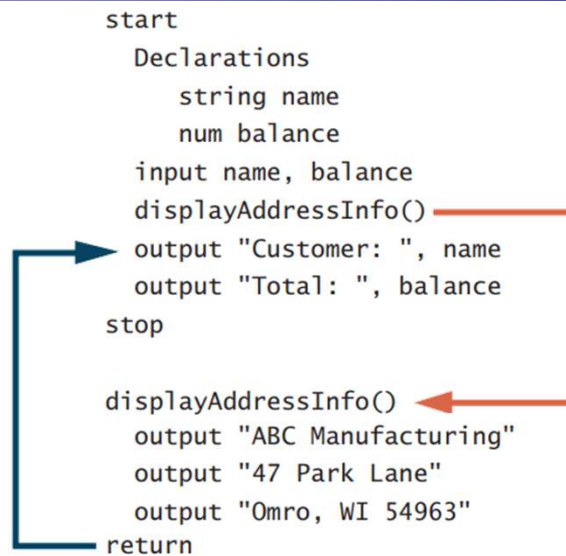 start
Declarations
string name
num balance
input name, balance
displayAddressInfo()
output "Customer: ", name
output "Total: ", balance
stop
displayAddressInfo()
output "ABC Manufacturing"
output "47 Park Lane"
output "Omro, WI 54963"
return